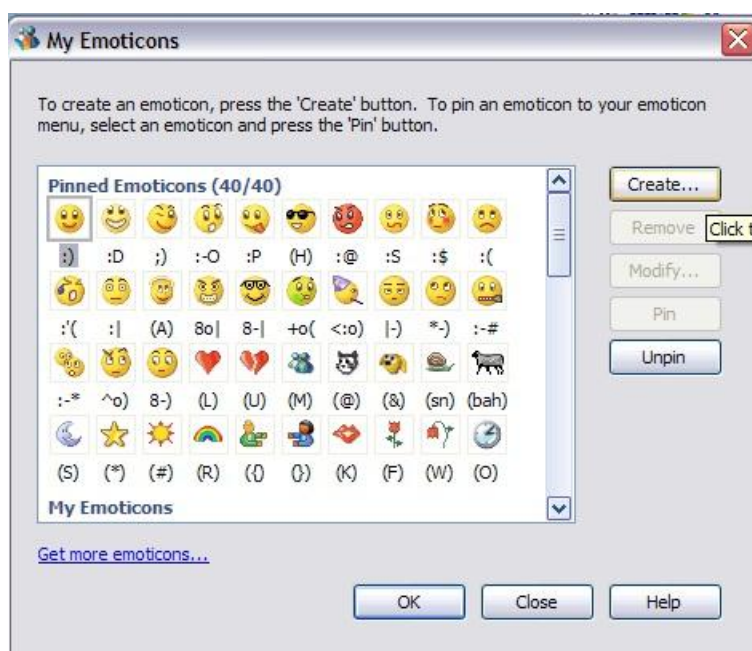 My Emoticons
To create an emoticon, press the 'Create' button. To pin an emoticon to your emoticon
menu, select an emoticon and press the 'Pin' button.
Pinned Emoticons (40/40)
:) :D ;) :-O :P (H) :@ :S :$ :(
:'( :| (A) 8o| 8-| +o( <:o) |-) *-) :-#
:-* ^o) 8-) (L) (U) (M) (@) (&) (sn) (bah)
(S) (*) (#) (R) ({) (}) (K) (F) (W) (O)
My Emoticons
Create...
Remove
Click t
Modify...
Pin
Unpin
Get more emoticons...
OK Close Help